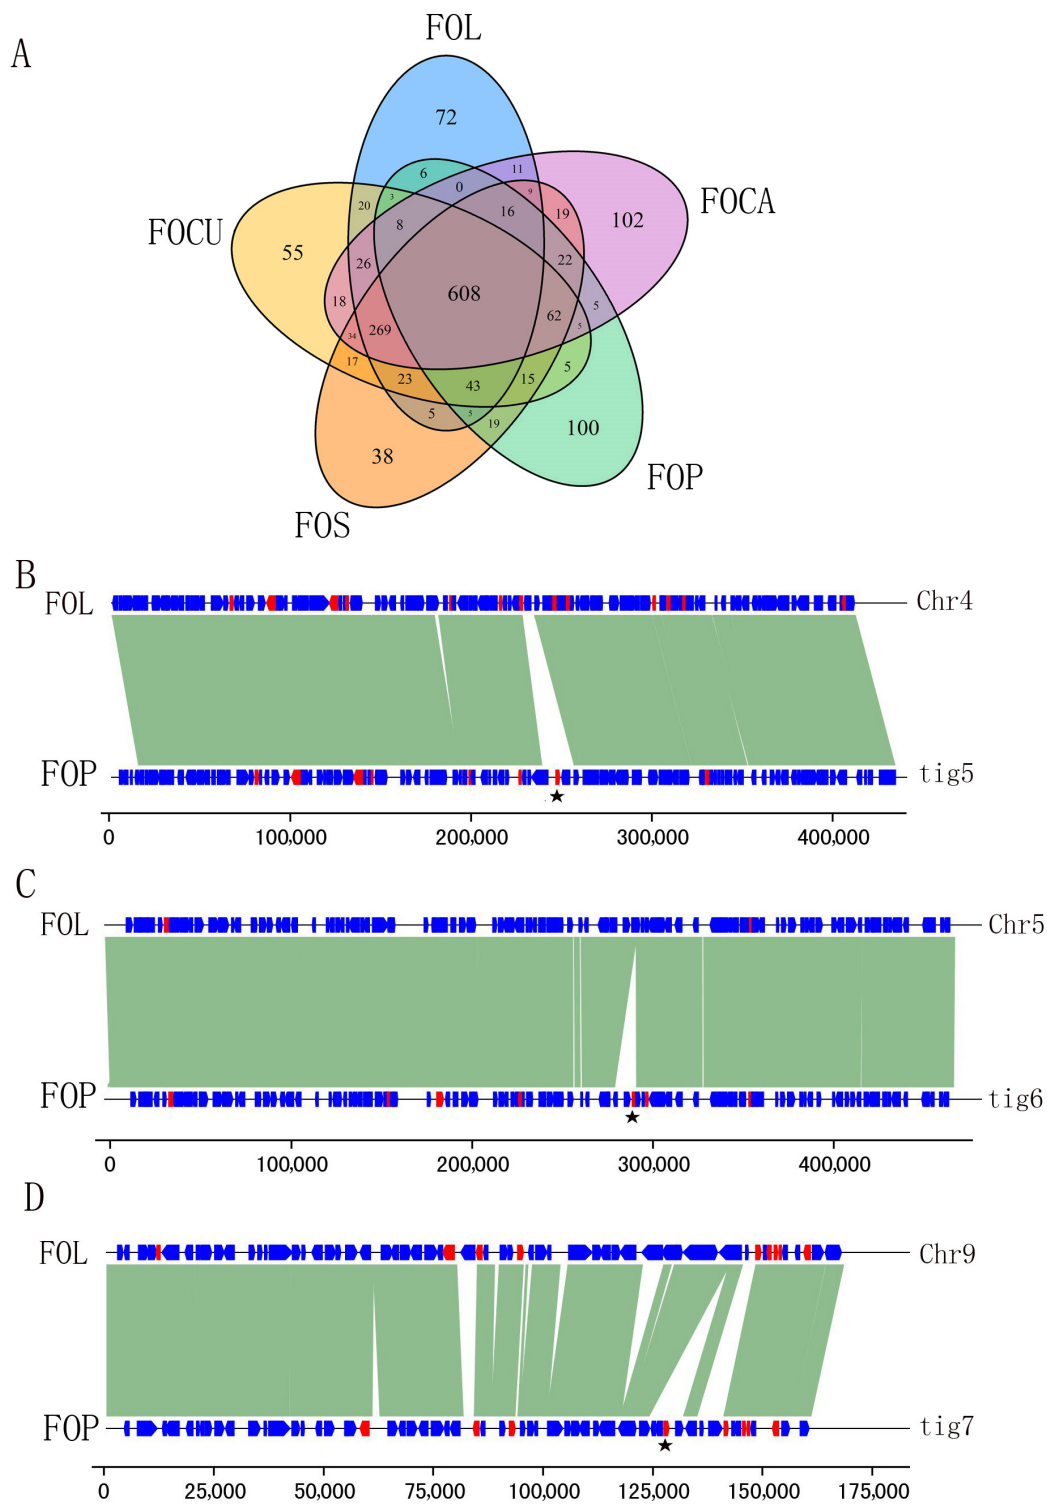 A
FOL
72
6
11
0
9
FOCA
20
3
16
19
102
FOCU
8
55
26
22
608
18
5
62
269
5
34
17
5
23
43
15
5
5
19
100
38
FOP
FOS
B
FOL
Chr4
FOP
tig5
★
0 100,000 200,000 300,000 400,000
C
FOL
Chr5
FOP
tig6
★
0 100,000 200,000 300,000 400,000
D
FOL
Chr9
FOP
tig7
★
0 25,000 50,000 75,000 100,000 125,000 150,000 175,000